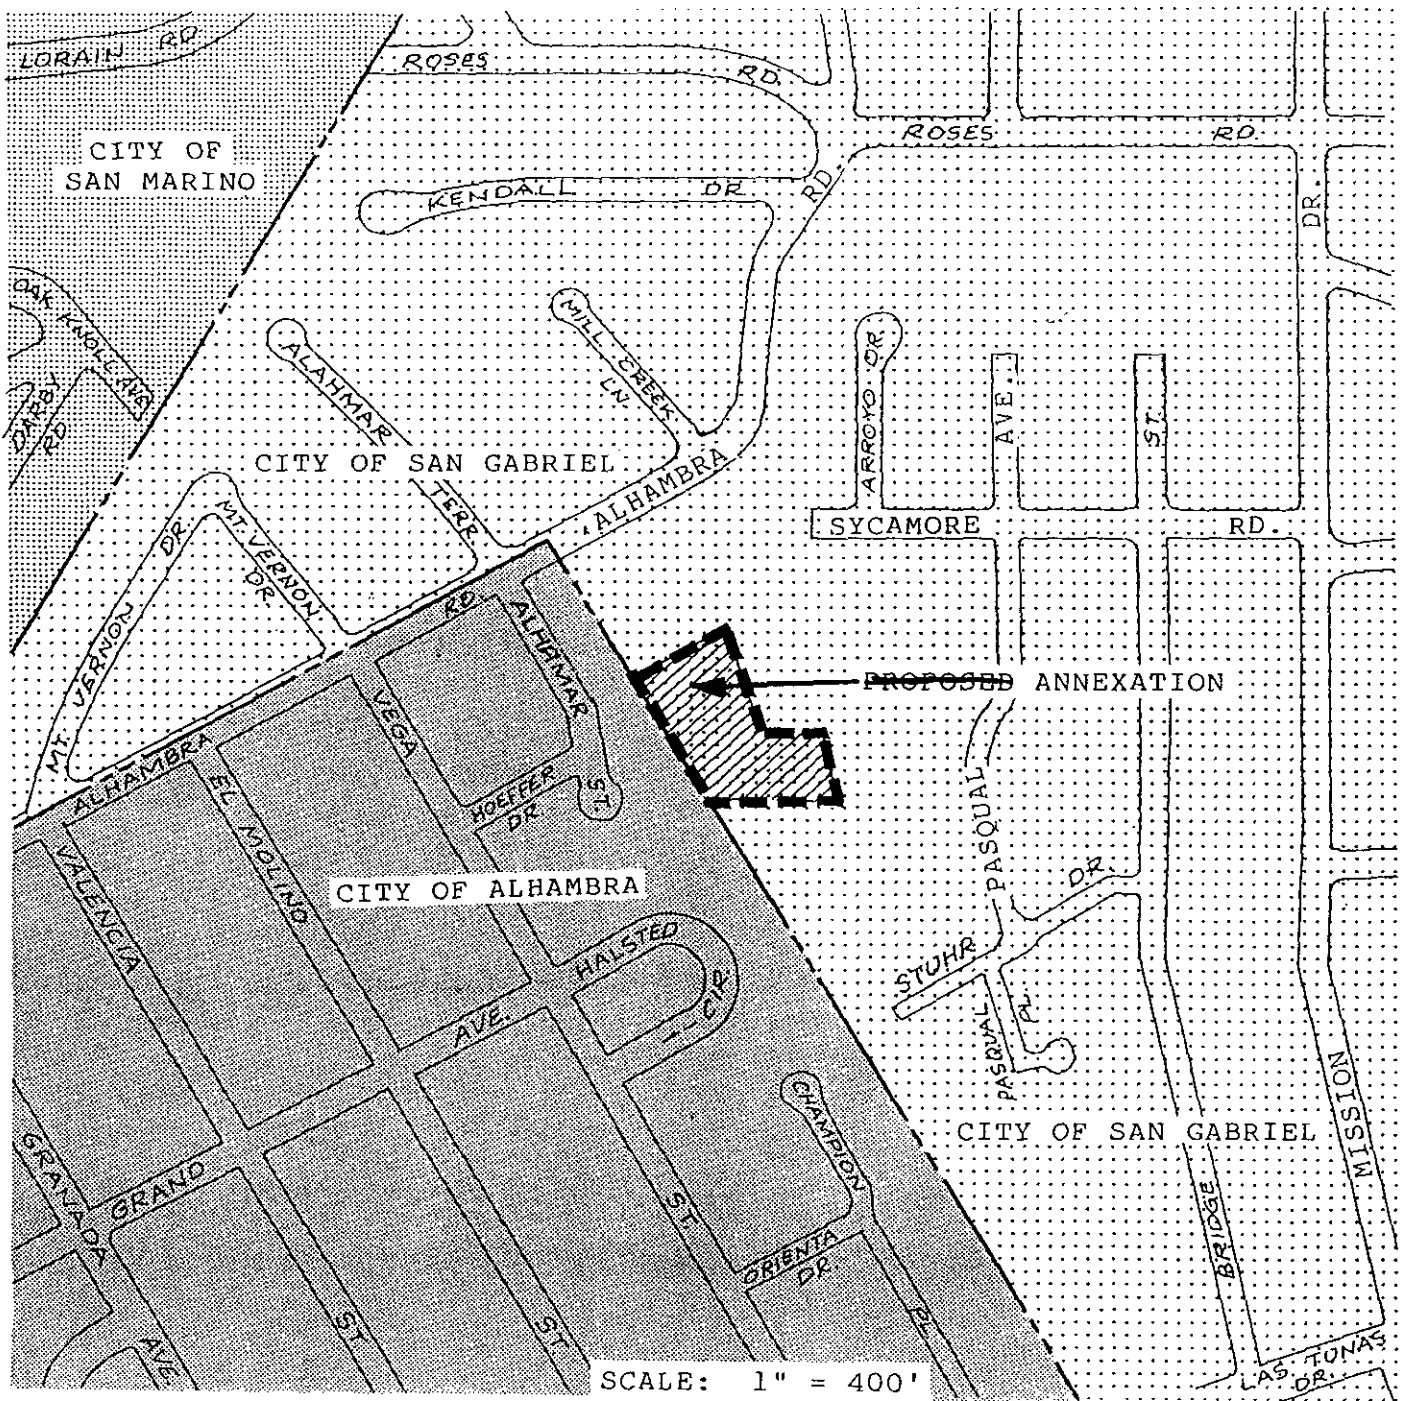 LORAIN RD
ROSES RD.
ROSES RD.
CITY OF
SAN MARINO
KENDALL DR
RD.
DR.
OAK KNOLL AVE
DARBY
RD
MILL CREEK
LN
ALAHMAR
TERR.
ARROYO DR
AVE.
ST.
CITY OF SAN GABRIEL
ALHAMBRA
SYCAMORE RD.
MT. VERNON DR.
MT. VERNON
DR.
RD.
ALHAMAR
ST.
PROPOSED ANNEXATION
VEGA
HOEFFER
DR.
ALHAMBRA
EL MOLINO
VALENCIA
PASQUAL
CITY OF ALHAMBRA
DR.
STUHR
HALSTED
CIR.
AVE.
PASQUAL
PL.
MISSION
CHAMPION
CITY OF SAN GABRIEL
GRANADA
GRAND
ST.
BRIDGE
ORIENTA
DR.
PL.
AVE.
ST.
ST.
LAS TUNAS
DR.
SCALE: 1" = 400'